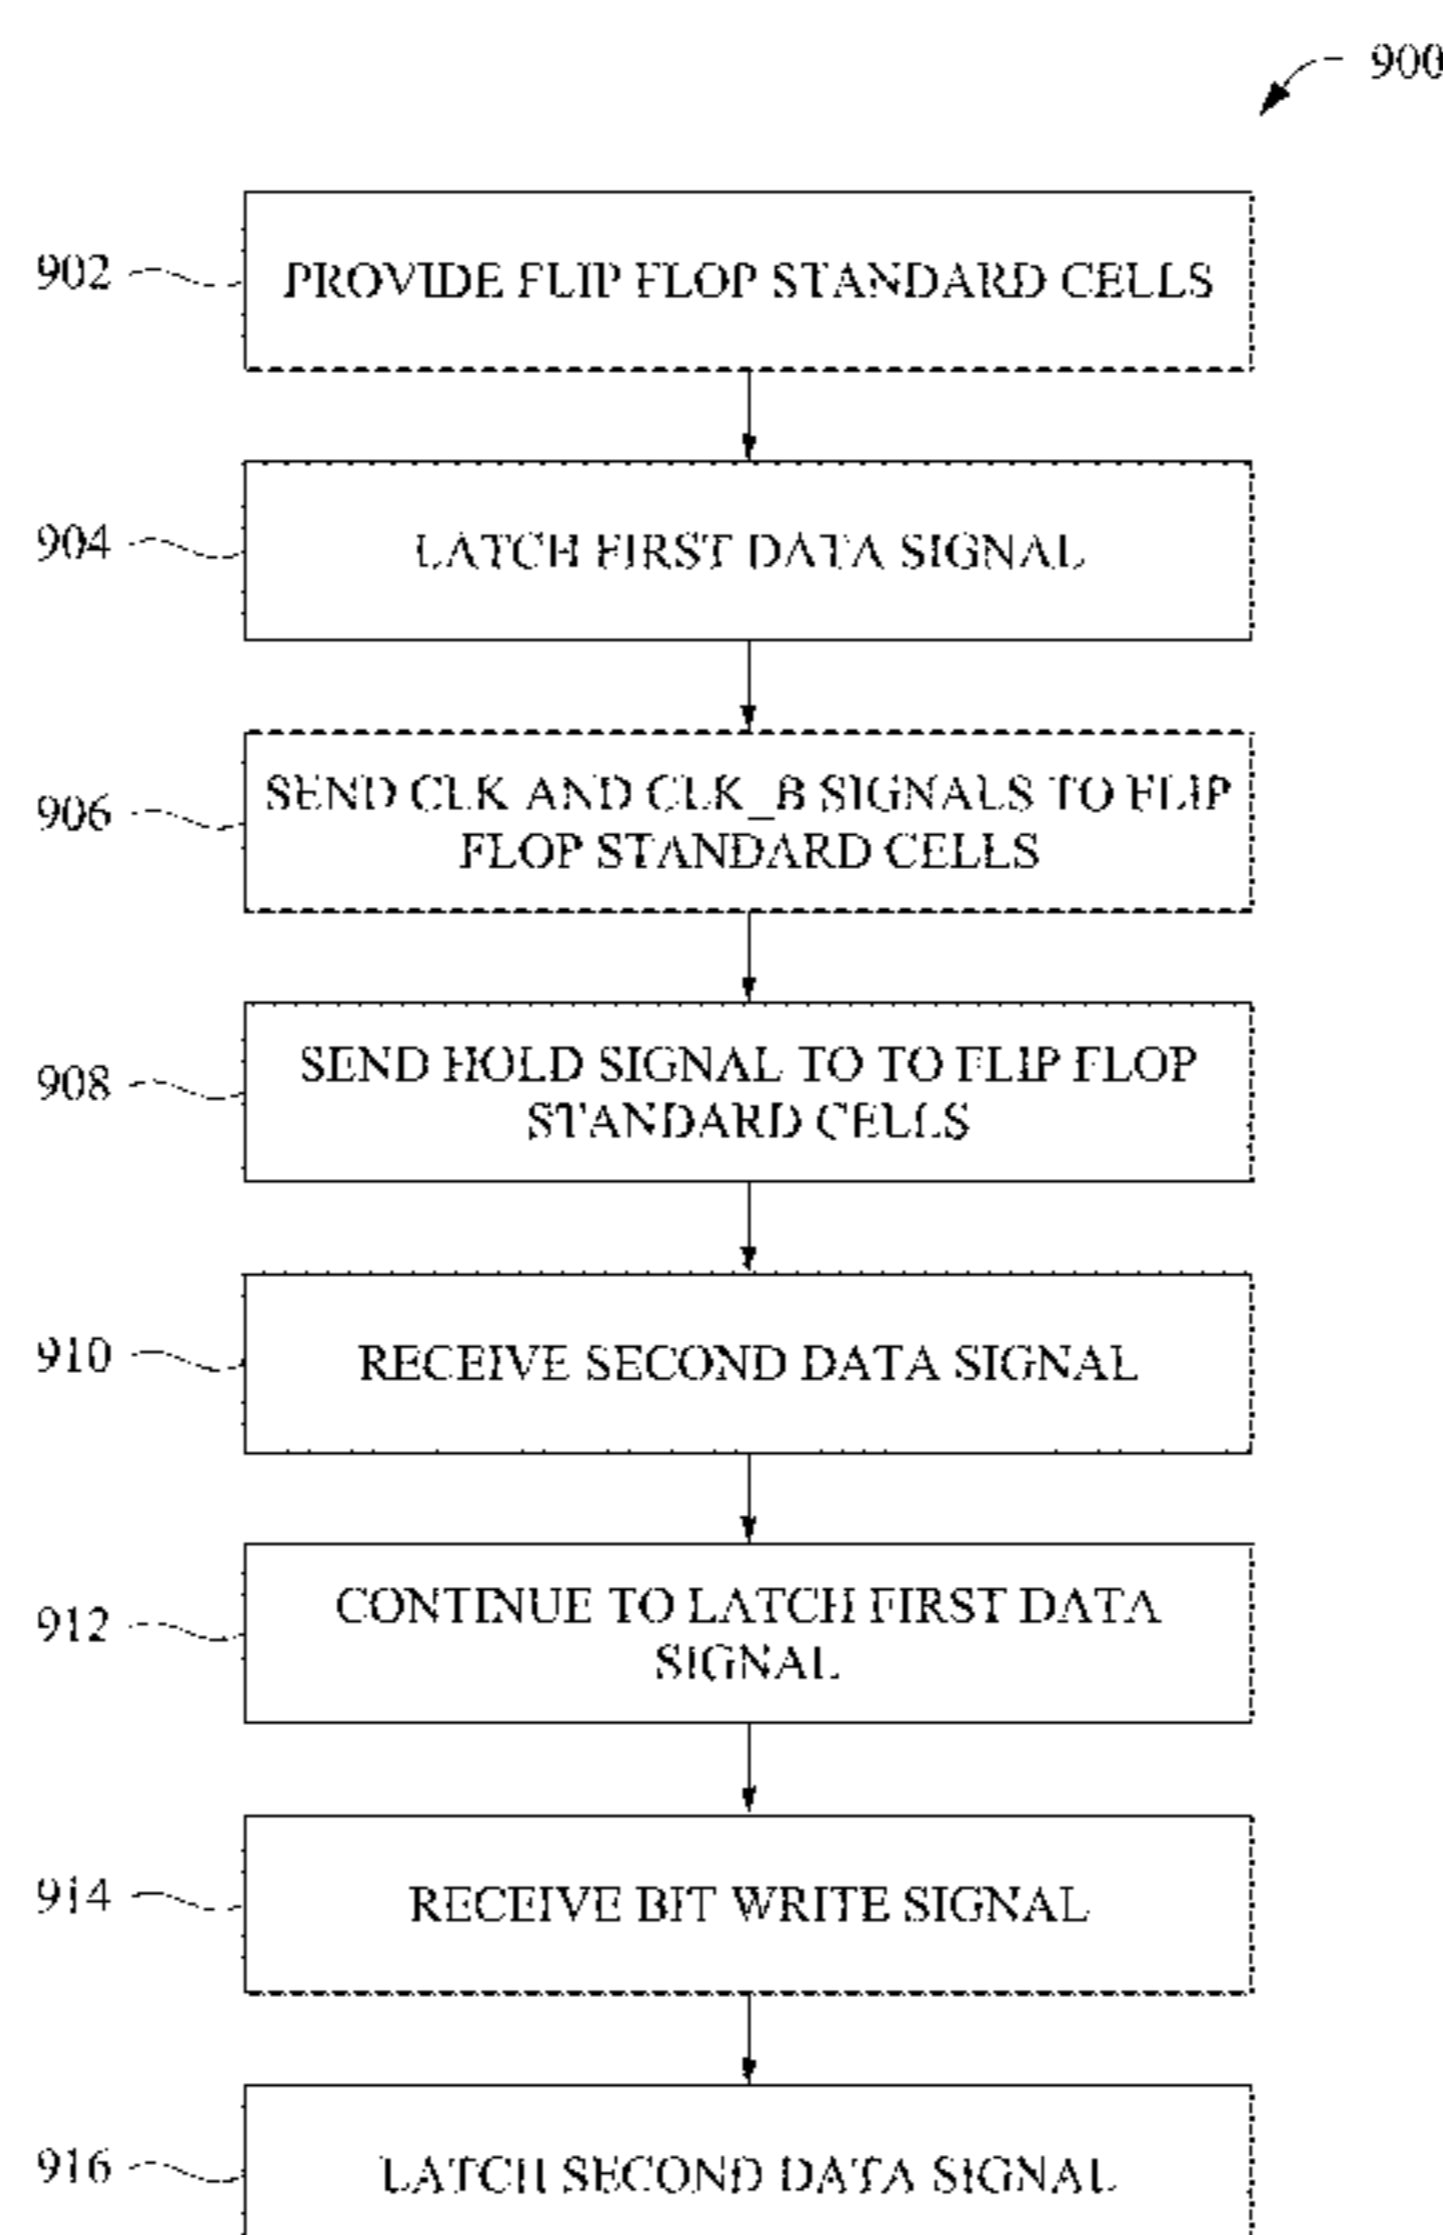 900
902
PROVIDE FLIP FLOP STANDARD CELLS
904
LATCH FIRST DATA SIGNAL
906
SEND CLK AND CLK_B SIGNALS TO FLIP
FLOP STANDARD CELLS
908
SEND HOLD SIGNAL TO TO FLIP FLOP
STANDARD CELLS
910
RECEIVE SECOND DATA SIGNAL
912
CONTINUE TO LATCH FIRST DATA
SIGNAL
914
RECEIVE BIT WRITE SIGNAL
916
LATCH SECOND DATA SIGNAL